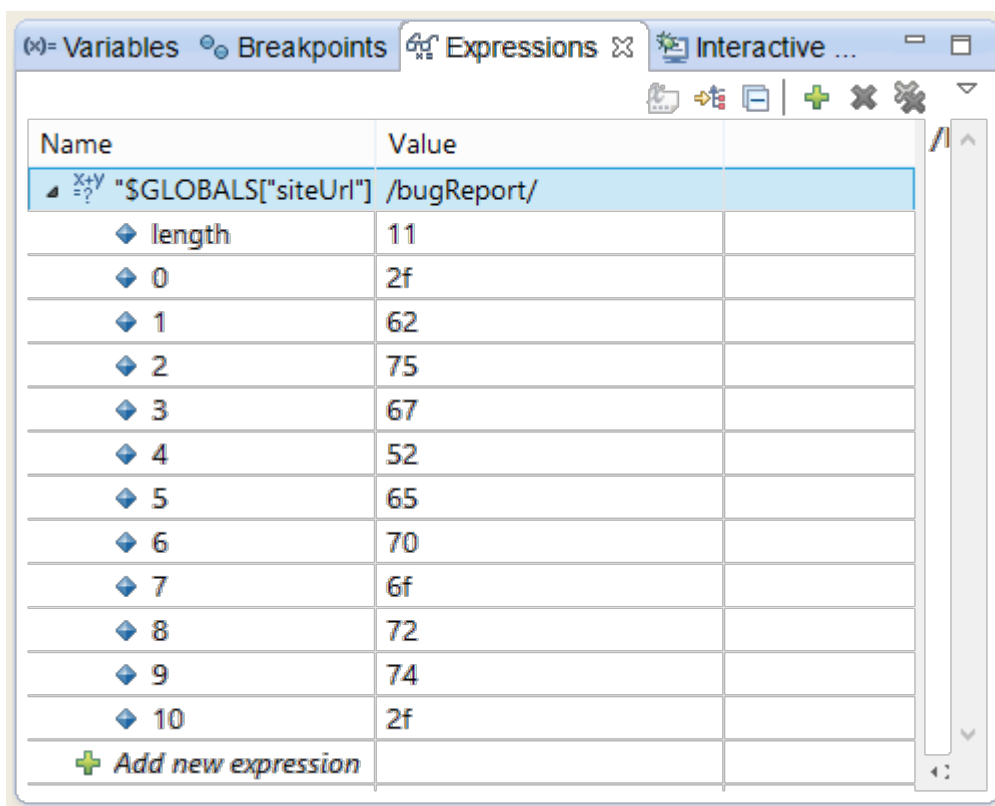 (x)= Variables Breakpoints Expressions Interactive ...
Name Value
"$GLOBALS["siteUrl"] /bugReport/
length 11
0 2f
1 62
2 75
3 67
4 52
5 65
6 70
7 6f
8 72
9 74
10 2f
Add new expression